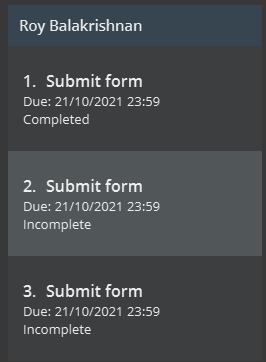 Roy Balakrishnan
1. Submit form
Due: 21/10/2021 23:59
Completed
2. Submit form
Due: 21/10/2021 23:59
Incomplete
3. Submit form
Due: 21/10/2021 23:59
Incomplete